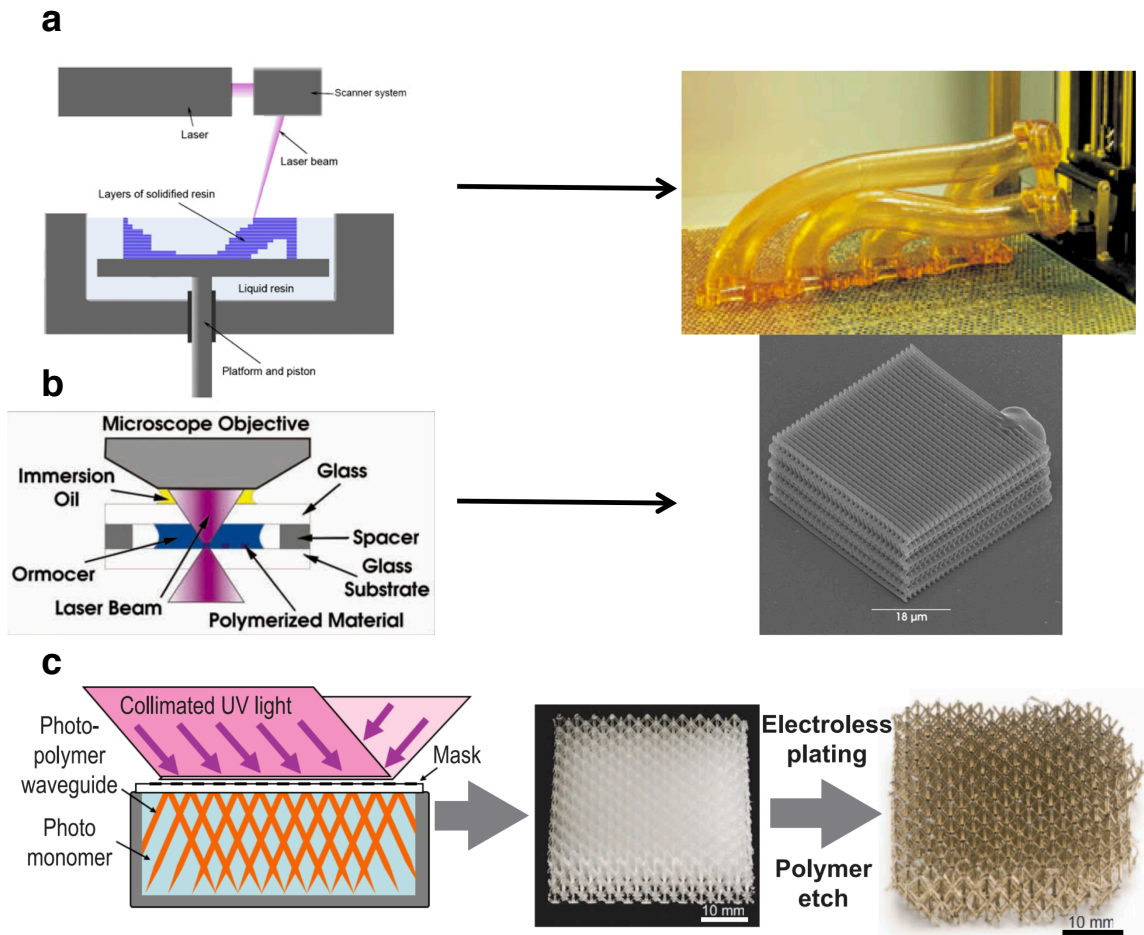 a
Scanner system
Laser
Laser beam
Layers of solidified resin
Liquid resin
Platform and piston
b
Microscope Objective
Immersion
Oil
Glass
Spacer
Ormocer
Glass
Substrate
Laser Beam
Polymerized Material
18 µm
c
Collimated UV light
Photo-
polymer
waveguide
Mask
Photo
monomer
10 mm
Electroless
plating
Polymer
etch
10 mm